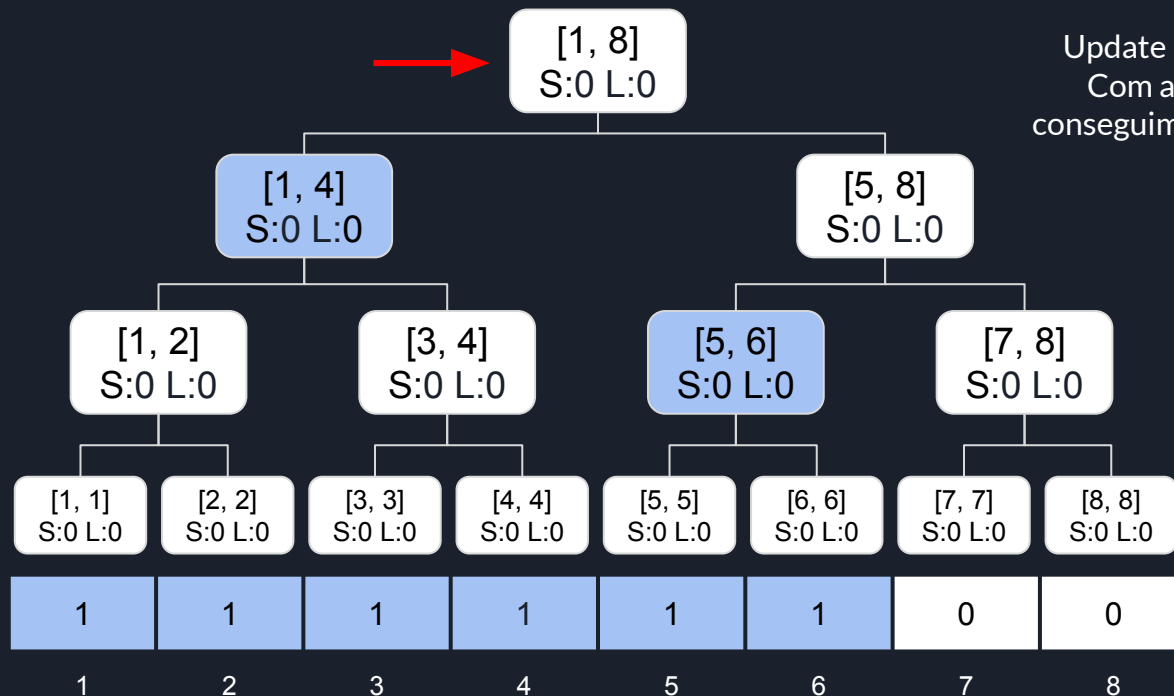 [1, 8]
S:0 L:0
Update
Com a
[1, 4]
S:0 L:0
[5, 8]
S:0 L:0
[1, 2]
S:0 L:0
[3, 4]
S:0 L:0
[5, 6]
S:0 L:0
[7, 8]
S:0 L:0
[1, 1]
S:0 L:0
[2, 2]
S:0 L:0
[3, 3]
S:0 L:0
[4, 4]
S:0 L:0
[5, 5]
S:0 L:0
[6, 6]
S:0 L:0
[7, 7]
S:0 L:0
[8, 8]
S:0 L:0
1 1 1 1 1 1 0 0
1 2 3 4 5 6 7 8